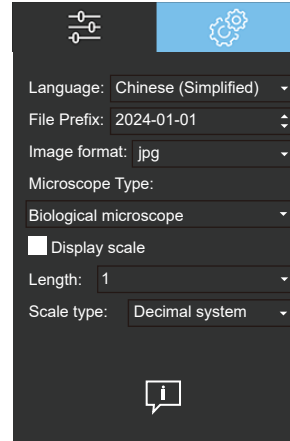 Language: Chinese (Simplified)
File Prefix: 2024-01-01
Image format: jpg
Microscope Type:
Biological microscope
Display scale
Length: 1
Scale type: Decimal system